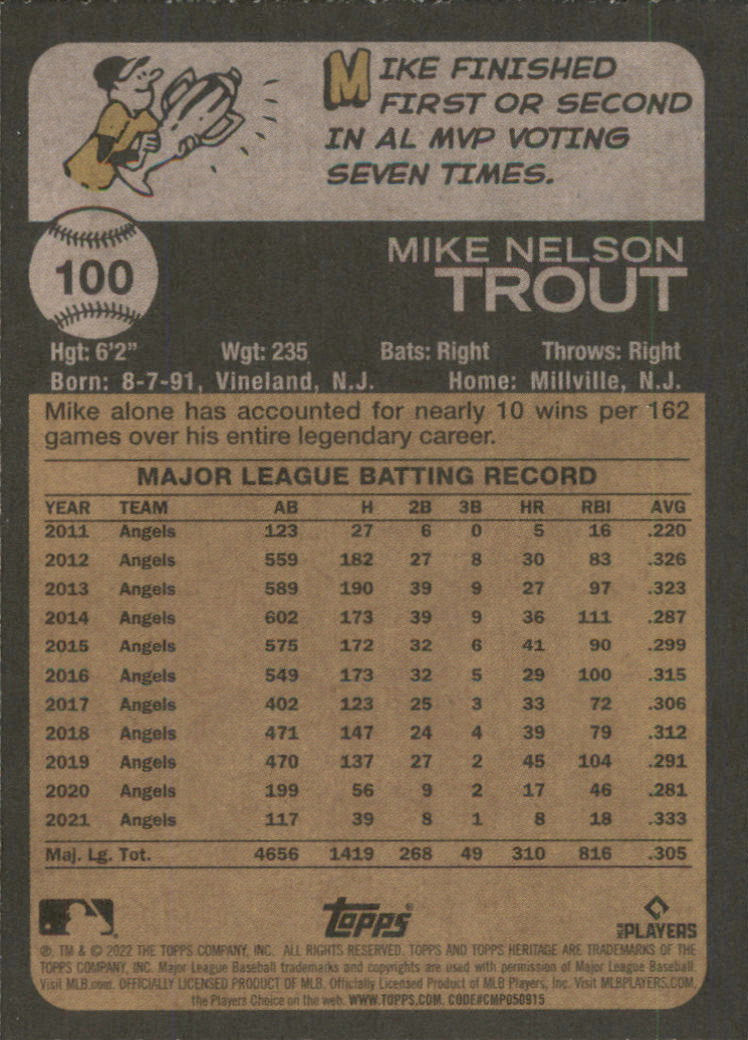 MIKE FINISHED
FIRST OR SECOND
IN AL MVP VOTING
SEVEN TIMES.
100
MIKE NELSON
TROUT
Hgt: 6'2" Wgt: 235 Bats: Right Throws: Right
Born: 8-7-91, Vineland, N.J. Home: Millville, N.J.
Mike alone has accounted for nearly 10 wins per 162
games over his entire legendary career.
MAJOR LEAGUE BATTING RECORD
YEAR TEAM AB H 2B 3B HR RBI AVG
2011 Angels 123 27 6 0 5 16 .220
2012 Angels 559 182 27 8 30 83 .326
2013 Angels 589 190 39 9 27 97 .323
2014 Angels 602 173 39 9 36 111 .287
2015 Angels 575 172 32 6 41 90 .299
2016 Angels 549 173 32 5 29 100 .315
2017 Angels 402 123 25 3 33 72 .306
2018 Angels 471 147 24 4 39 79 .312
2019 Angels 470 137 27 2 45 104 .291
2020 Angels 199 56 9 2 17 46 .281
2021 Angels 117 39 8 1 8 18 .333
Maj. Lg. Tot. 4656 1419 268 49 310 816 .305
Topps®
MLB PLAYERS
®, TM & © 2022 THE TOPPS COMPANY, INC. ALL RIGHTS RESERVED. TOPPS AND TOPPS HERITAGE ARE TRADEMARKS OF THE
TOPPS COMPANY, INC. Major League Baseball trademarks and copyrights are used with permission of Major League Baseball.
Visit MLB.com. OFFICIALLY LICENSED PRODUCT OF MLB. Officially Licensed Product of MLB Players, Inc. Visit MLBPLAYERS.COM,
the Players Choice on the web. WWW.TOPPS.COM. CODE#CMP050915